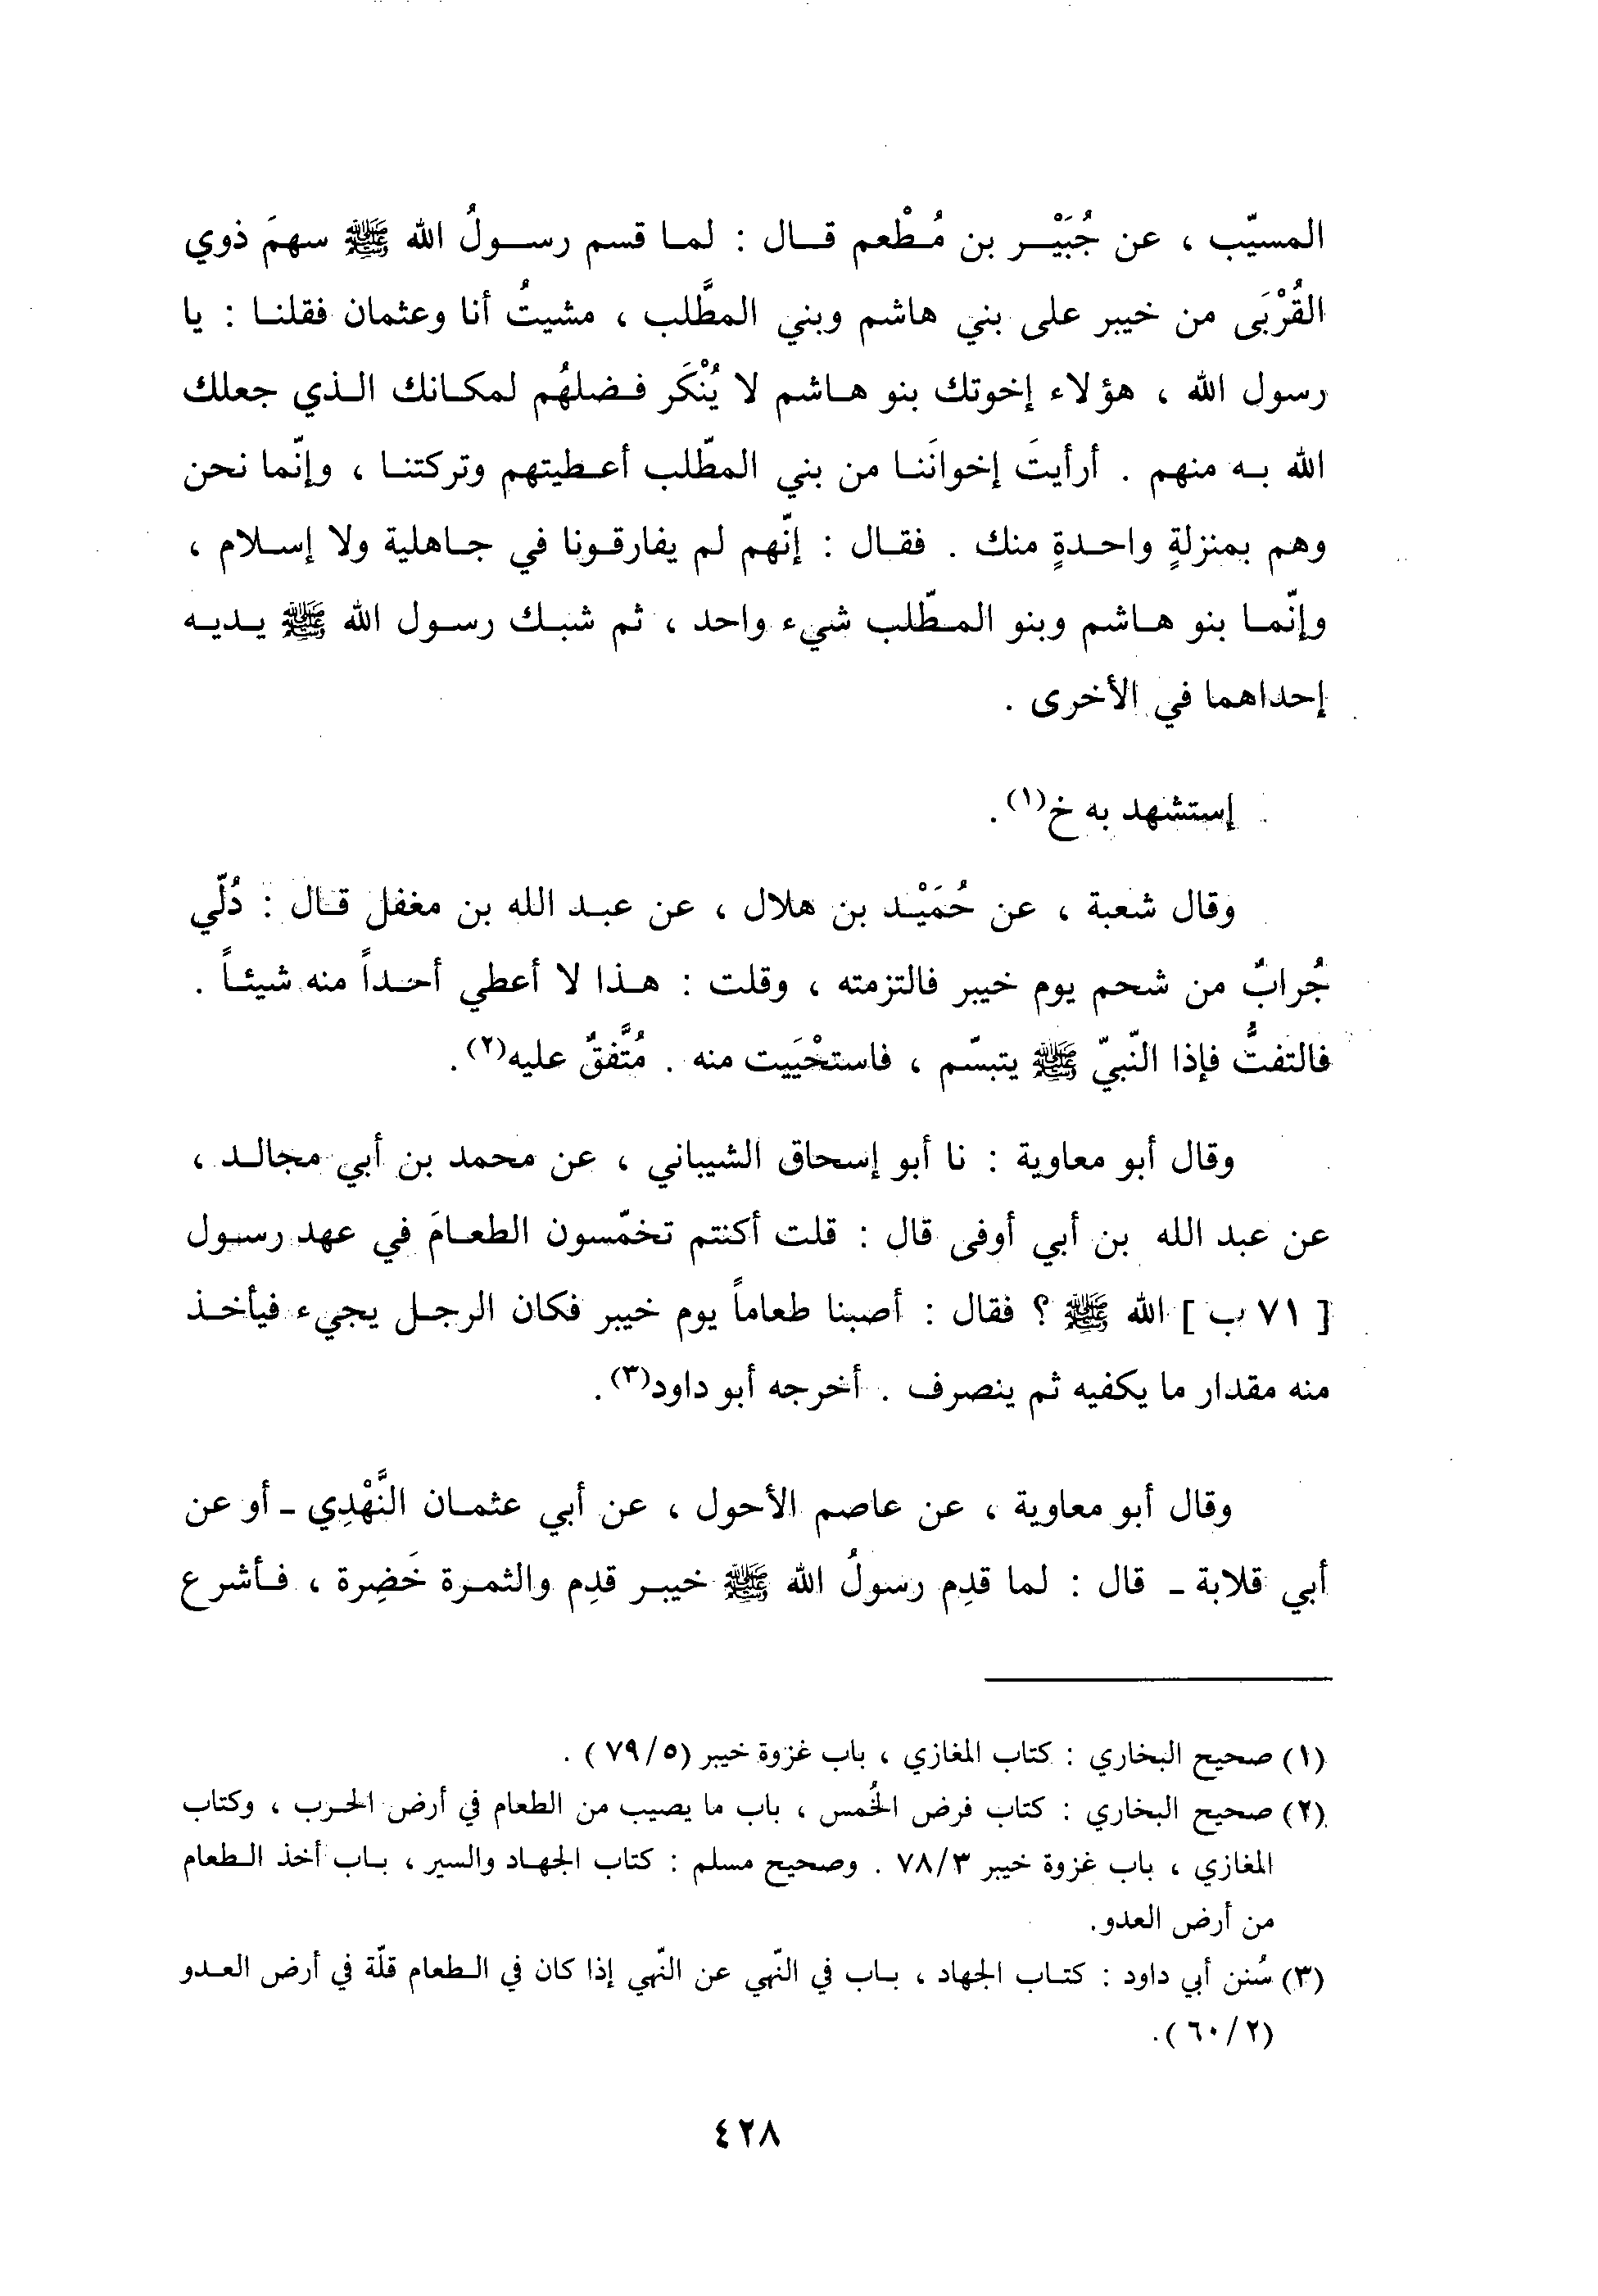 المسيّب ، عن جُبَيْر بن مُطْعم قال : لما قسم رسولُ الله ﷺ سهمَ ذوي
القُرْبَى من خيبر على بني هاشم وبني المطَّلب ، مشيتُ أنا وعثمان فقلنا : يا
رسول الله ، هؤلاء إخوتك بنو هاشم لا يُنْكَر فضلهُم لمكانك الذي جعلك
الله به منهم . أرأيتَ إخوانَنا من بني المطّلب أعطيتهم وتركتنا ، وإنّما نحن
وهم بمنزلةٍ واحدةٍ منك . فقال : إنّهم لم يفارقونا في جاهلية ولا إسلام ،
وإنّما بنو هاشم وبنو المطّلب شيء واحد ، ثم شبك رسول الله ﷺ يديه
إحداهما في الأخرى .
إستشهد به خ(١) .
وقال شعبة ، عن حُمَيْد بن هلال ، عن عبد الله بن مغفل قال : دُلّي
جُرابٌ من شحم يوم خيبر فالتزمته ، وقلت : هذا لا أعطي أحداً منه شيئاً .
فالتفتُّ فإذا النّبيّ ﷺ يتبسّم ، فاستحْيَيت منه . مُتَّفقٌ عليه(٢) .
وقال أبو معاوية : نا أبو إسحاق الشيباني ، عن محمد بن أبي مجالد ،
عن عبد الله بن أبي أوفى قال : قلت أكنتم تخمّسون الطعامَ في عهد رسول
[ ٧١ ب ] الله ﷺ ؟ فقال : أصبنا طعاماً يوم خيبر فكان الرجل يجيء فيأخذ
منه مقدار ما يكفيه ثم ينصرف . أخرجه أبو داود(٣) .
وقال أبو معاوية ، عن عاصم الأحول ، عن أبي عثمان النَّهْدِي ـ أو عن
أبي قلابة ـ قال : لما قدِم رسولُ الله ﷺ خيبر قدِم والثمرة خَضِرة ، فأشرع
(١) صحيح البخاري : كتاب المغازي ، باب غزوة خيبر (٧٩/٥) .
(٢) صحيح البخاري : كتاب فرض الخُمس ، باب ما يصيب من الطعام في أرض الحرب ، وكتاب
المغازي ، باب غزوة خيبر ٧٨/٣ . وصحيح مسلم : كتاب الجهاد والسير ، باب أخذ الطعام
من أرض العدو.
(٣) سُنن أبي داود : كتاب الجهاد ، باب في النّهي عن النّهي إذا كان في الطعام قلّة في أرض العدو
(٦٠/٢) .
٤٢٨